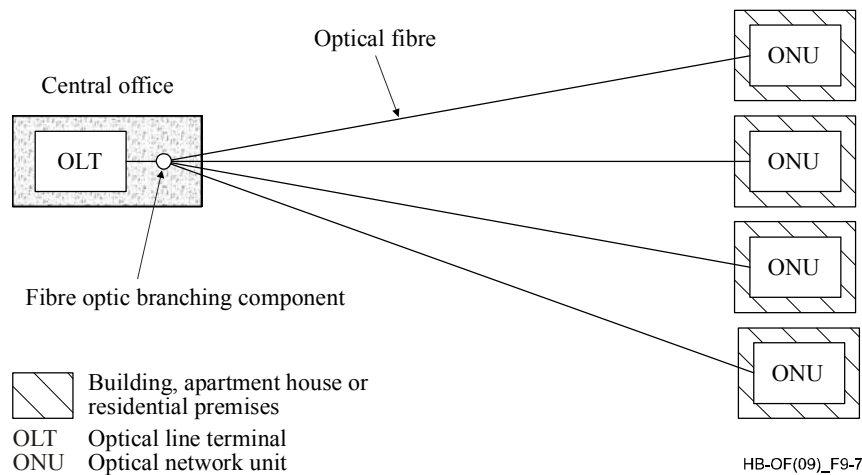 Optical fibre
Central office
OLT
ONU
ONU
ONU
ONU
Fibre optic branching component
Building, apartment house or
residential premises
OLT Optical line terminal
ONU Optical network unit
HB-OF(09)_F9-7